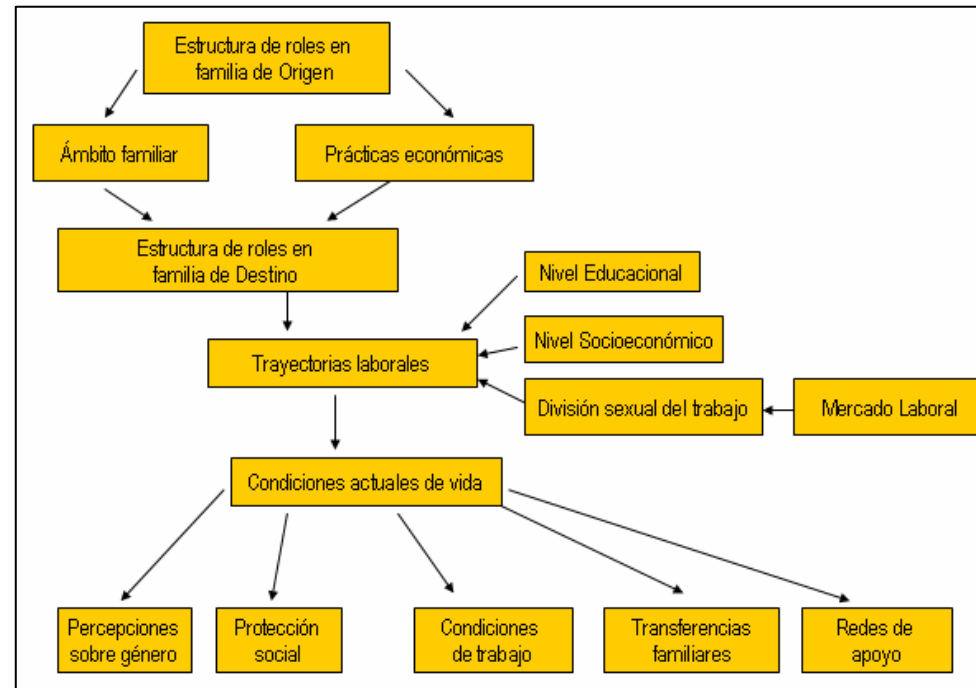 Estructura de roles en
familia de Origen
Ámbito familiar
Prácticas económicas
Estructura de roles en
familia de Destino
Nivel Educacional
Nivel Socioeconómico
Trayectorias laborales
División sexual del trabajo
Mercado Laboral
Condiciones actuales de vida
Percepciones
sobre género
Protección
social
Condiciones
de trabajo
Transferencias
familiares
Redes de
apoyo